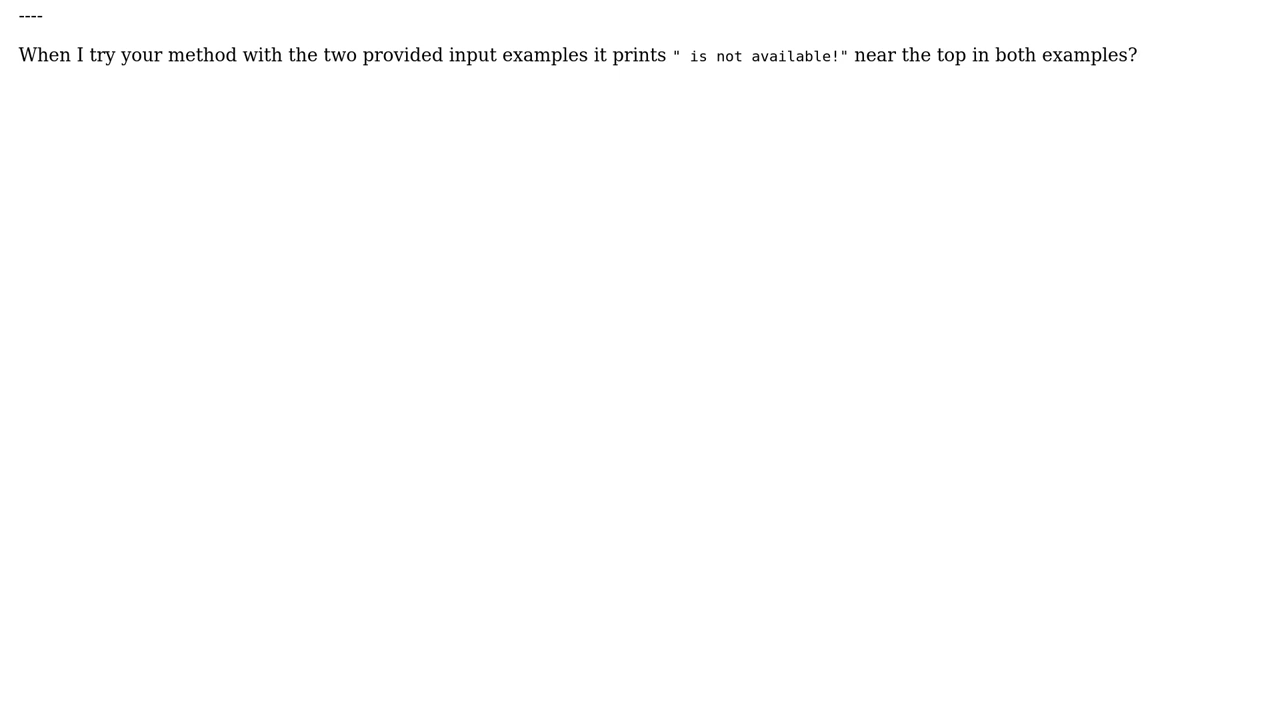 ----
When I try your method with the two provided input examples it prints " is not available!" near the top in both examples?